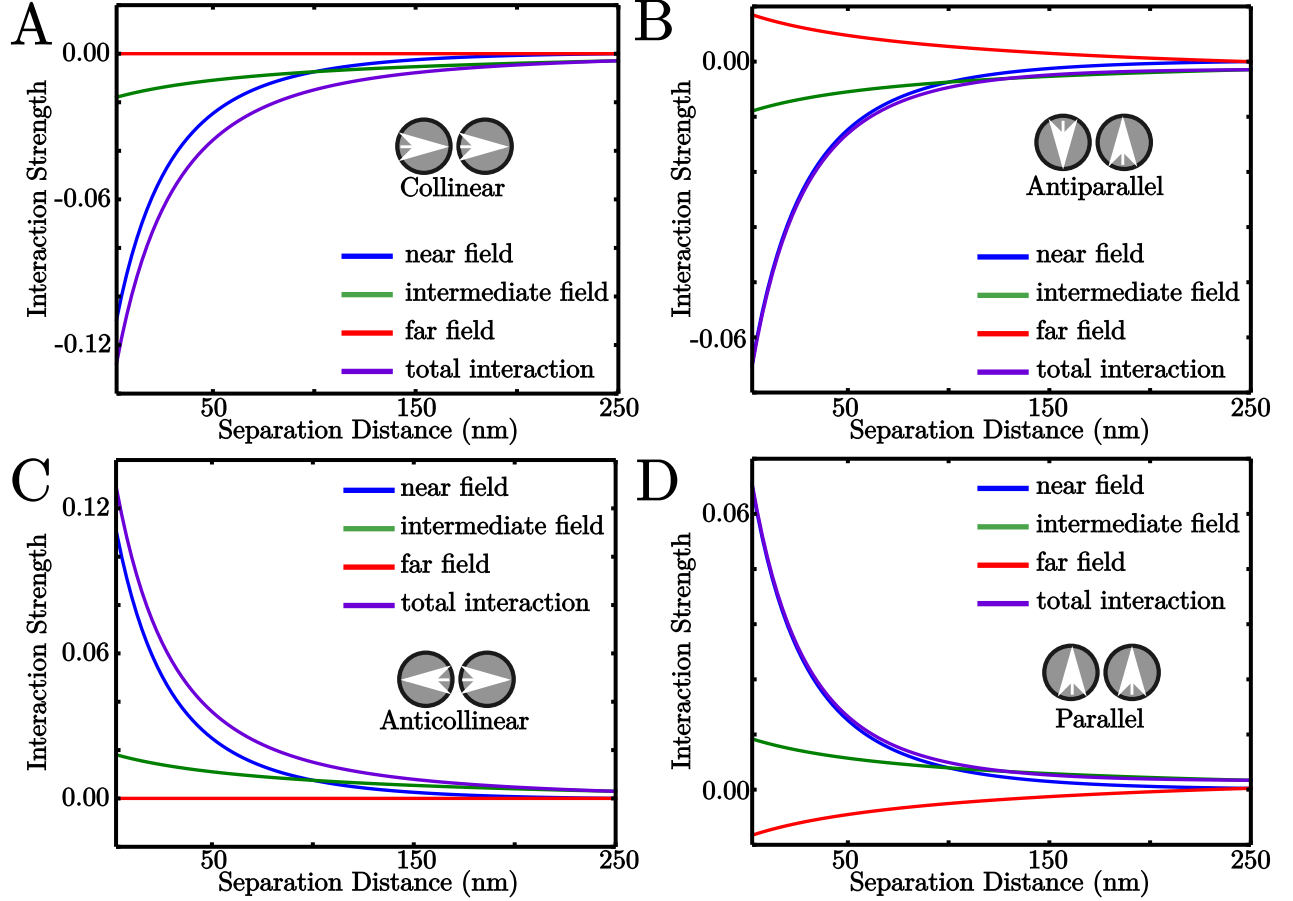 A
0.00
-0.06
-0.12
Interaction Strength
Collinear
near field
intermediate field
far field
total interaction
50
150
250
Separation Distance (nm)
B
0.00
-0.06
Interaction Strength
Antiparallel
near field
intermediate field
far field
total interaction
50
150
250
Separation Distance (nm)
C
0.12
0.06
0.00
Interaction Strength
near field
intermediate field
far field
total interaction
Anticollinear
50
150
250
Separation Distance (nm)
D
0.06
0.00
Interaction Strength
near field
intermediate field
far field
total interaction
Parallel
50
150
250
Separation Distance (nm)